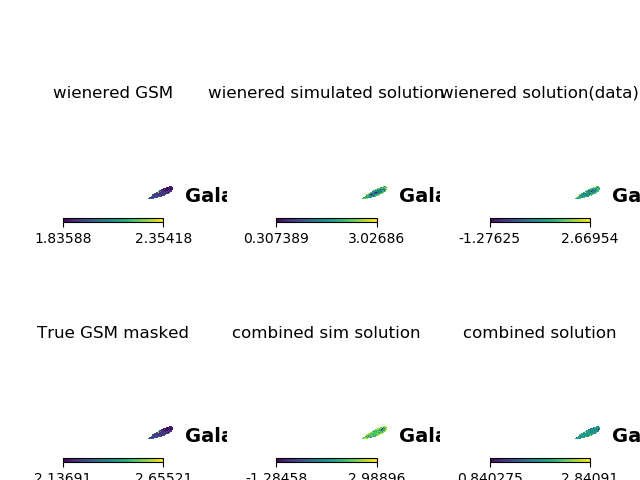 wienered GSM
wienered simulated solution
wienered solution(data)
Gala
Gala
Ga
1.83588 2.35418
0.307389 3.02686
-1.27625 2.66954
True GSM masked
combined sim solution
combined solution
Gala
Gala
Ga
2.13691 2.65521
-1.28458 2.98896
0.840275 2.84091